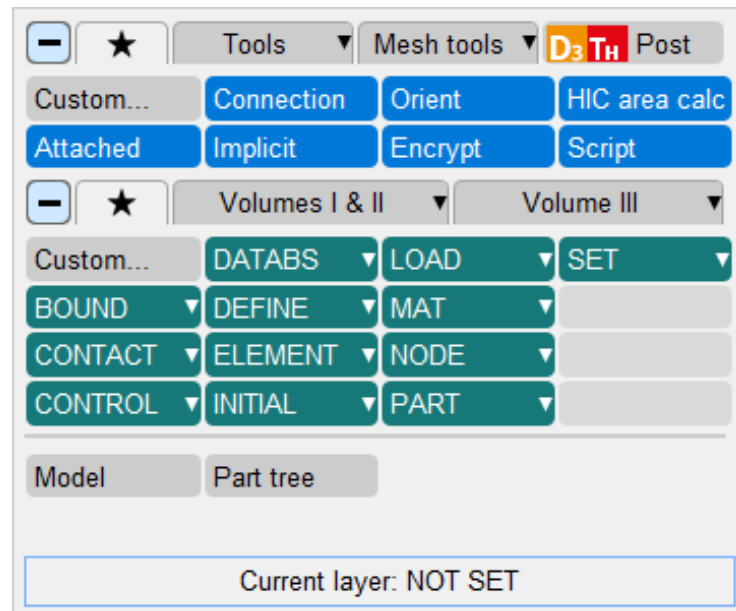 − ★ Tools ▼ Mesh tools ▼ D3 TH Post
Custom... Connection Orient HIC area calc
Attached Implicit Encrypt Script
− ★ Volumes I & II ▼ Volume III ▼
Custom... DATABS ▼ LOAD ▼ SET ▼
BOUND ▼ DEFINE ▼ MAT ▼
CONTACT ▼ ELEMENT ▼ NODE ▼
CONTROL ▼ INITIAL ▼ PART ▼
Model Part tree
Current layer: NOT SET